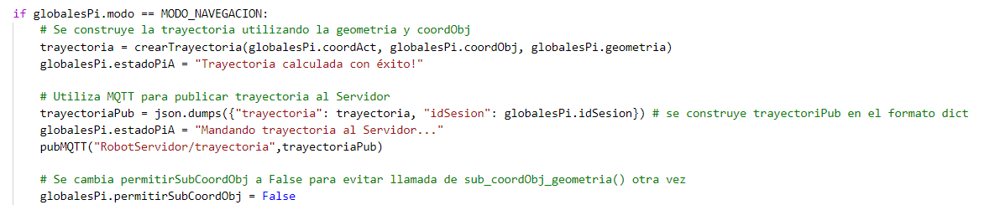 if globalesPi.modo == MODO_NAVEGACION:
# Se construye la trayectoria utilizando la geometria y coordObj
trayectoria = crearTrayectoria(globalesPi.coordAct, globalesPi.coordObj, globalesPi.geometria)
globalesPi.estadoPiA = "Trayectoria calculada con éxito!"
# Utiliza MQTT para publicar trayectoria al Servidor
trayectoriaPub = json.dumps({"trayectoria": trayectoria, "idSesion": globalesPi.idSesion}) # se construye trayectoriPub en el formato dict
globalesPi.estadoPiA = "Mandando trayectoria al Servidor..."
pubMQTT("RobotServidor/trayectoria",trayectoriaPub)
# Se cambia permitirSubCoordObj a False para evitar llamada de sub_coordObj_geometria() otra vez
globalesPi.permitirSubCoordObj = False